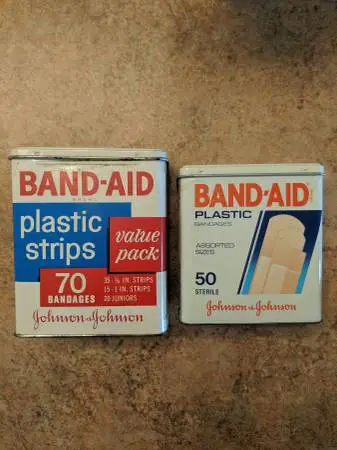 BAND-AID
BRAND
plastic
strips
value
pack
70
BANDAGES
35 - ¾ IN. STRIPS
15 - 1 IN. STRIPS
20 JUNIORS
Johnson & Johnson
BAND-AID
PLASTIC
BANDAGES
ASSORTED
SIZES
50
STERILE
Johnson & Johnson